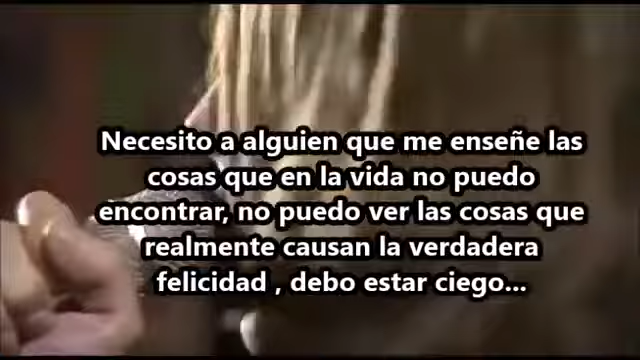 Necesito a alguien que me enseñe las
cosas que en la vida no puedo
encontrar, no puedo ver las cosas que
realmente causan la verdadera
felicidad , debo estar ciego...